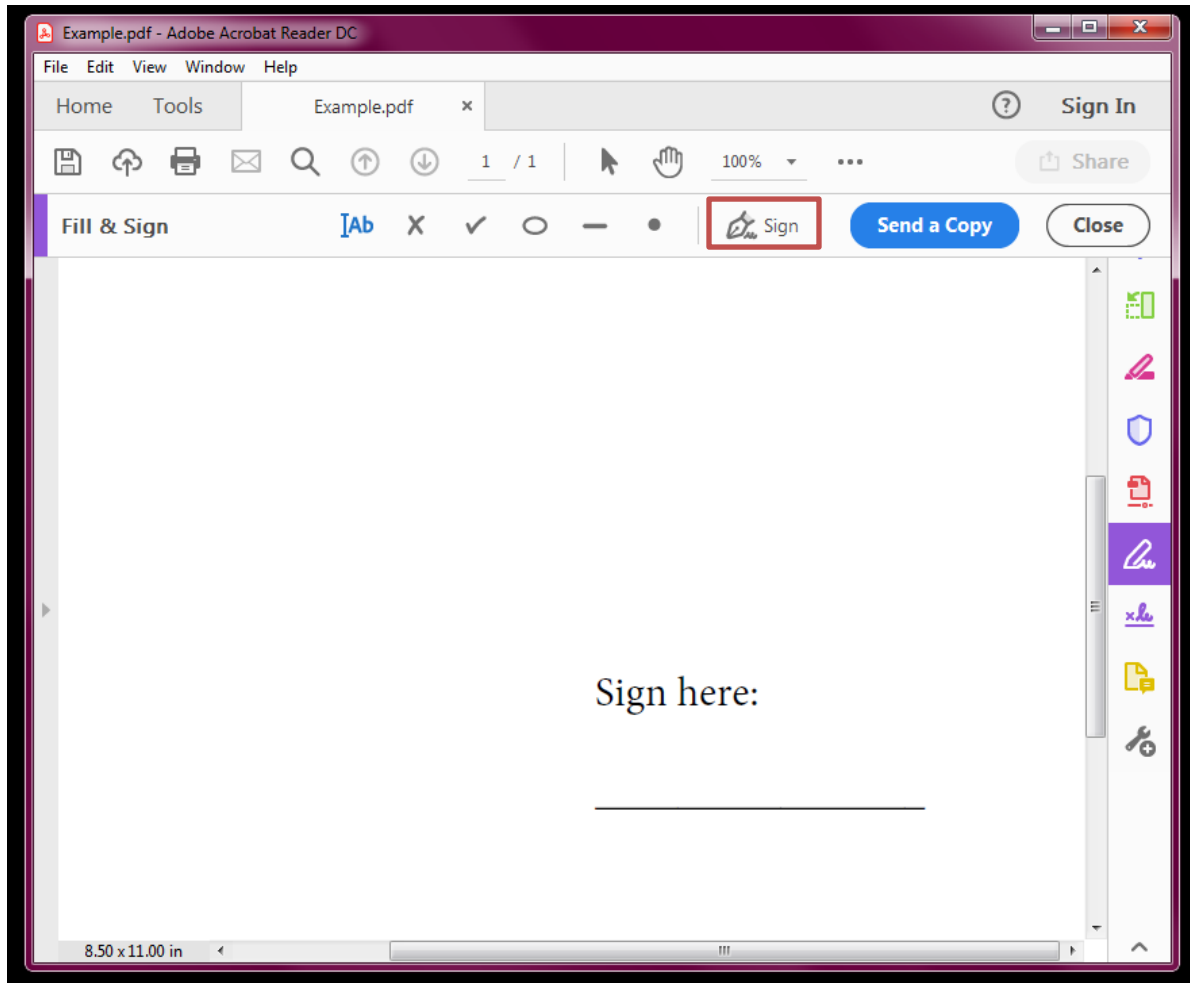 Example.pdf - Adobe Acrobat Reader DC
File Edit View Window Help
Home Tools Example.pdf × ? Sign In
1 / 1 100% Share
Fill & Sign Ab Sign Send a Copy Close
Sign here:
8.50 x 11.00 in